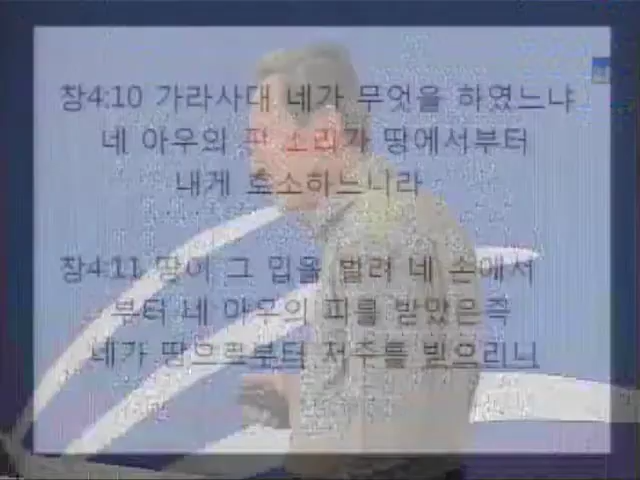 창4:10 가라사대 네가 무엇을 하였느냐
네 아우의 핏 소리가 땅에서부터
내게 호소하느니라
창4:11 땅이 그 입을 벌려 네 손에서
부터 네 아우의 피를 받았은즉
네가 땅으로부터 저주를 받으리니